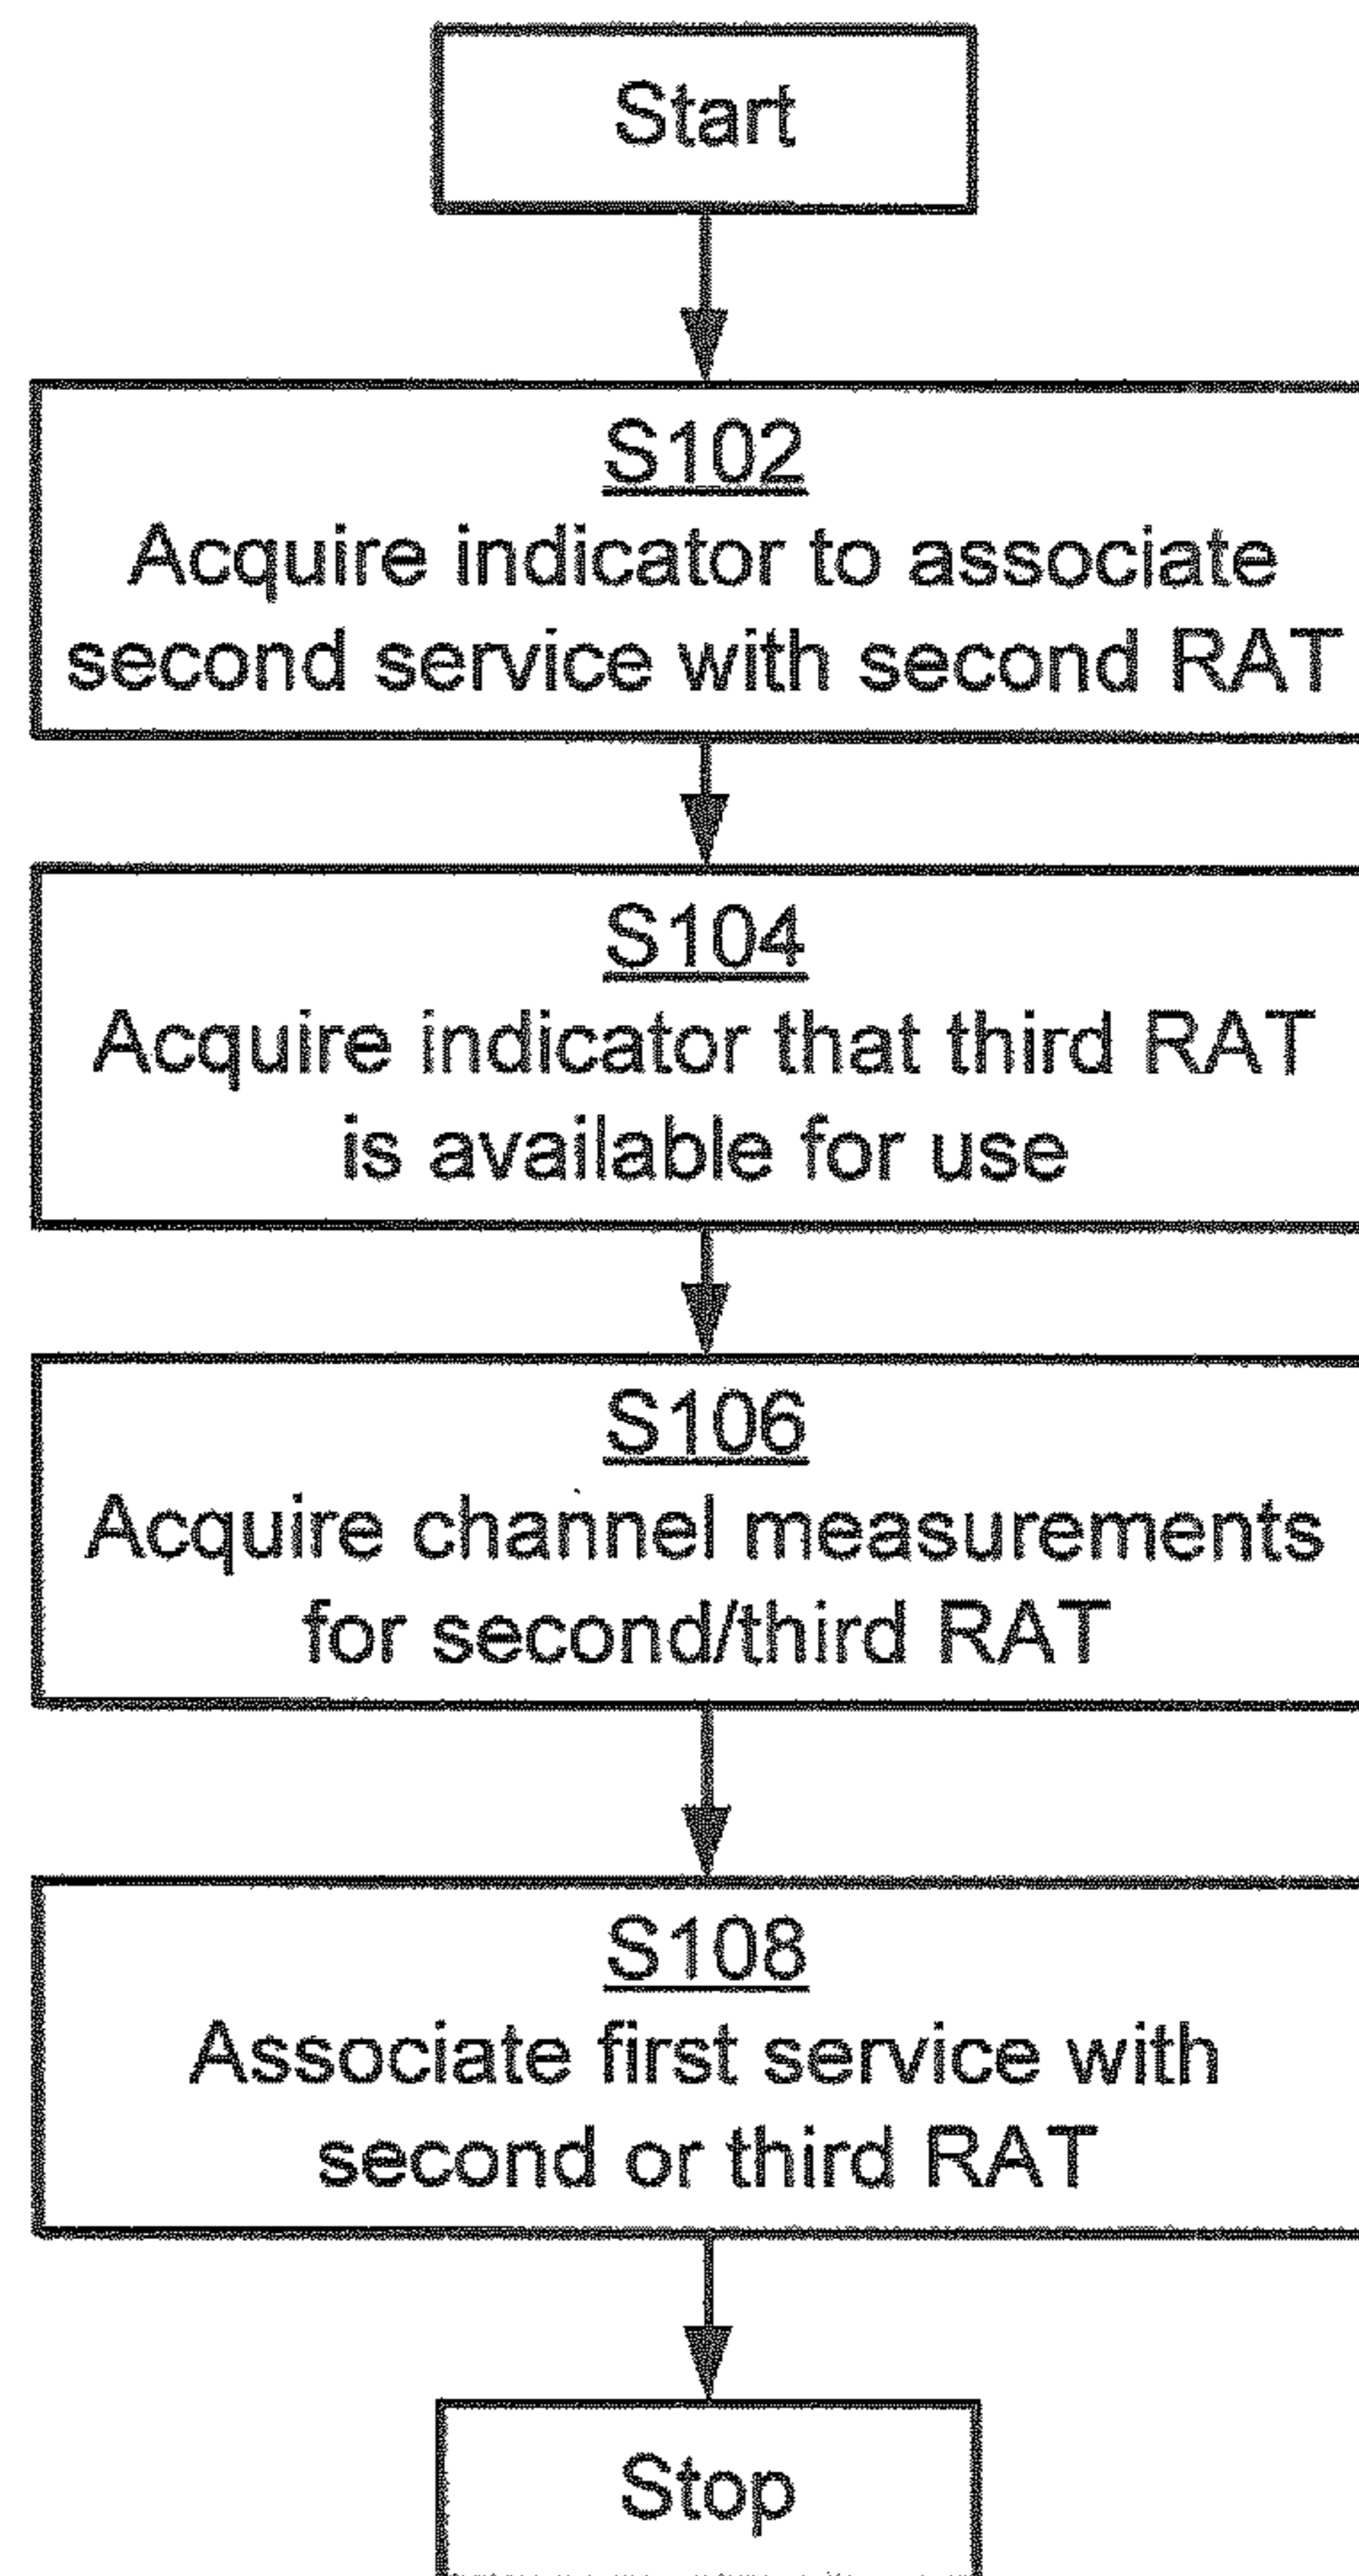 Start
S102
Acquire indicator to associate
second service with second RAT
S104
Acquire indicator that third RAT
is available for use
S106
Acquire channel measurements
for second/third RAT
S108
Associate first service with
second or third RAT
Stop